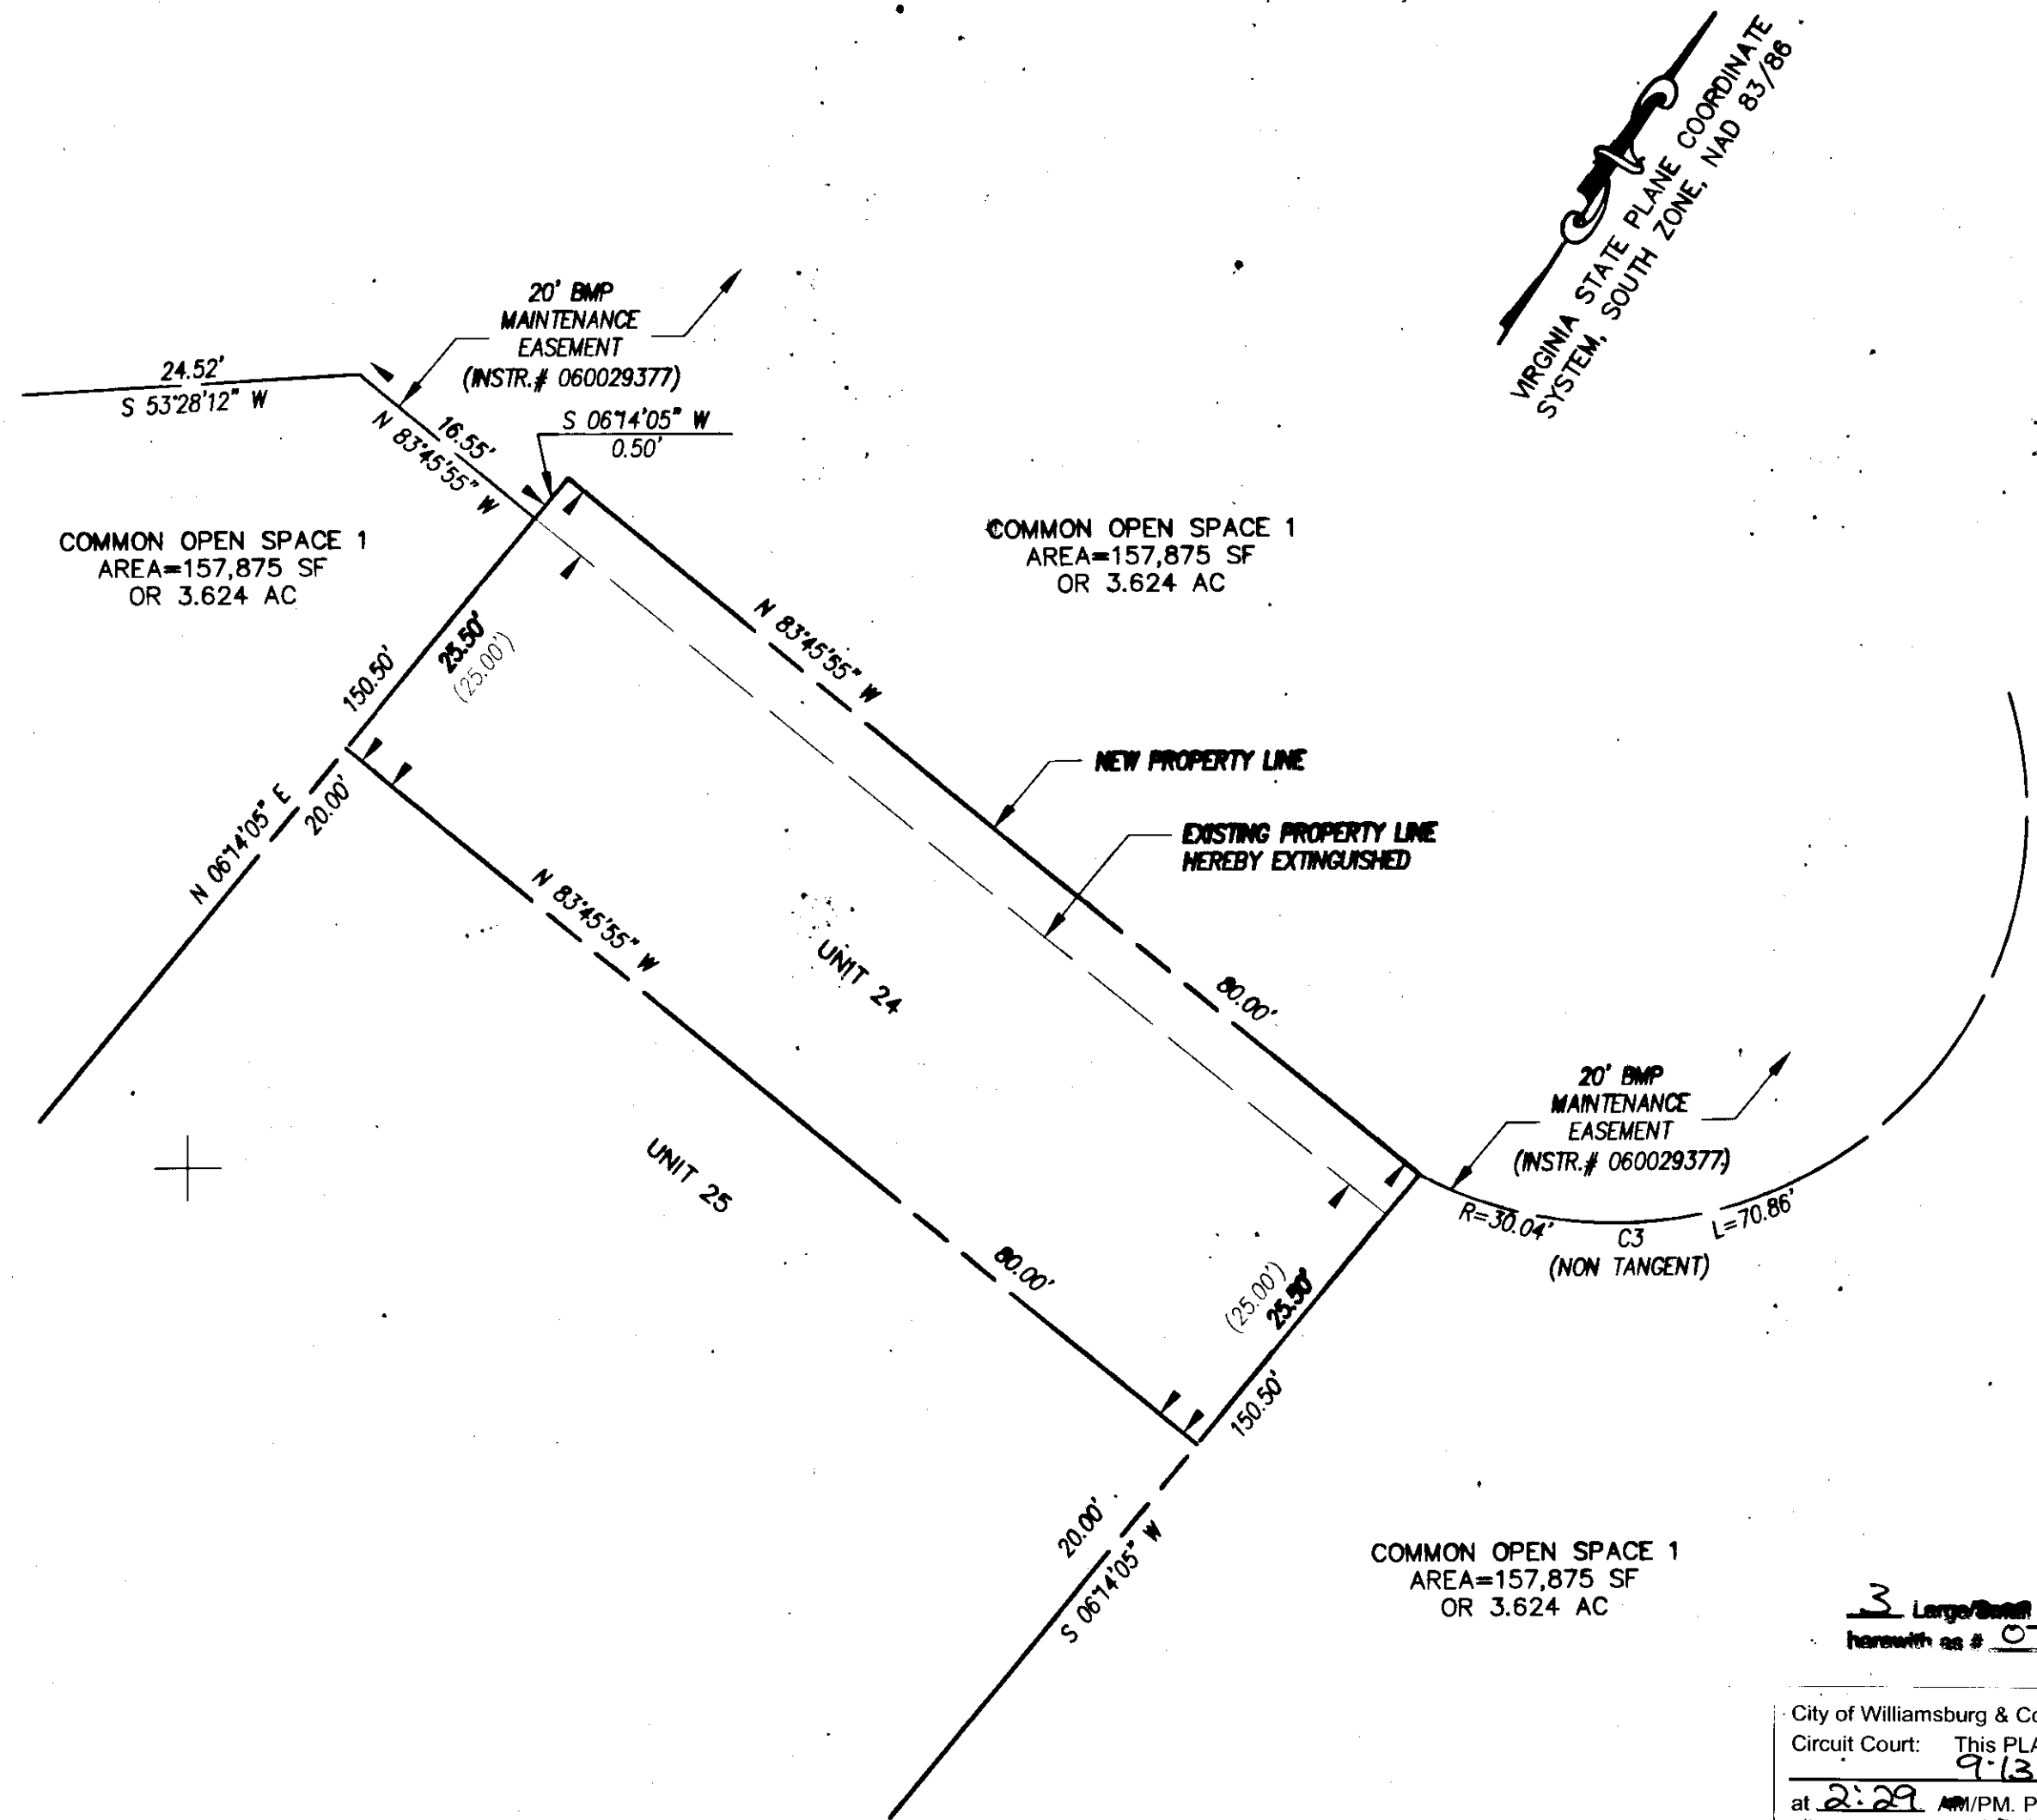 VIRGINIA STATE PLANE COORDINATE
SYSTEM, SOUTH ZONE, NAD 83/86
20' BMP
MAINTENANCE
EASEMENT
(INSTR.# 060029377)
24.52'
S 53°28'12" W
16.55'
N 83°45'55" W
S 06°14'05" W
0.50'
COMMON OPEN SPACE 1
AREA=157,875 SF
OR 3.624 AC
COMMON OPEN SPACE 1
AREA=157,875 SF
OR 3.624 AC
150.50'
25.50'
(25.00')
N 83°45'55" W
NEW PROPERTY LINE
EXISTING PROPERTY LINE
HEREBY EXTINGUISHED
N 06°14'05" E
20.00'
N 83°45'55" W
UNIT 24
80.00'
UNIT 25
80.00'
20' BMP
MAINTENANCE
EASEMENT
(INSTR.# 060029377)
R=30.04'
C3
(NON TANGENT)
L=70.86'
(25.00')
25.50'
150.50'
20.00'
S 06°14'05" W
COMMON OPEN SPACE 1
AREA=157,875 SF
OR 3.624 AC
3 Large/Small
herewith as #
City of Williamsburg & Co
Circuit Court: This PLA
9-13
at 2:29 AM/PM. P